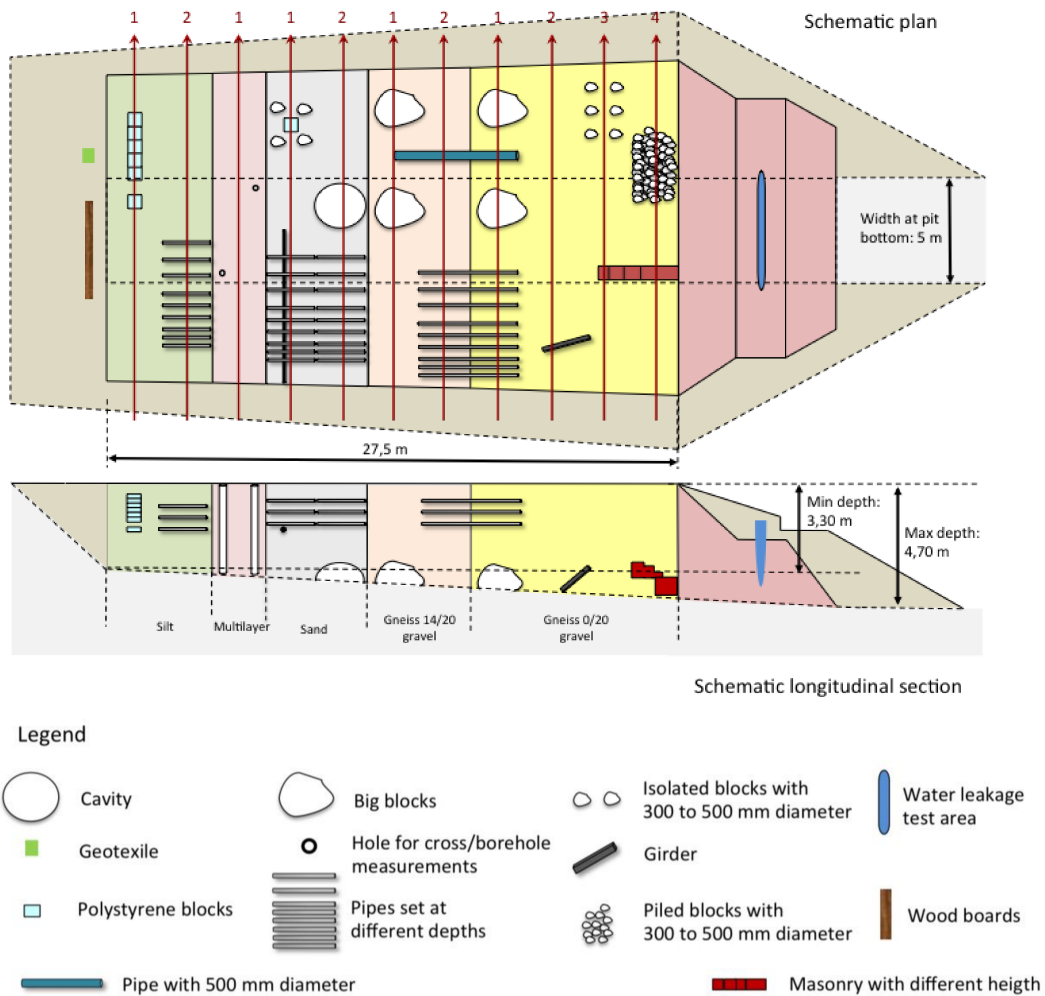 Schematic plan
1 2 1 1 2 1 2 1 2 3 4
Width at pit
bottom: 5 m
27,5 m
Min depth:
3,30 m
Max depth:
4,70 m
Silt
Multilayer
Sand
Gneiss 14/20
gravel
Gneiss 0/20
gravel
Schematic longitudinal section
Legend
Cavity
Big blocks
Isolated blocks with
300 to 500 mm diameter
Water leakage
test area
Geotexile
Hole for cross/borehole
measurements
Girder
Polystyrene blocks
Pipes set at
different depths
Piled blocks with
300 to 500 mm diameter
Wood boards
Pipe with 500 mm diameter
Masonry with different heigth